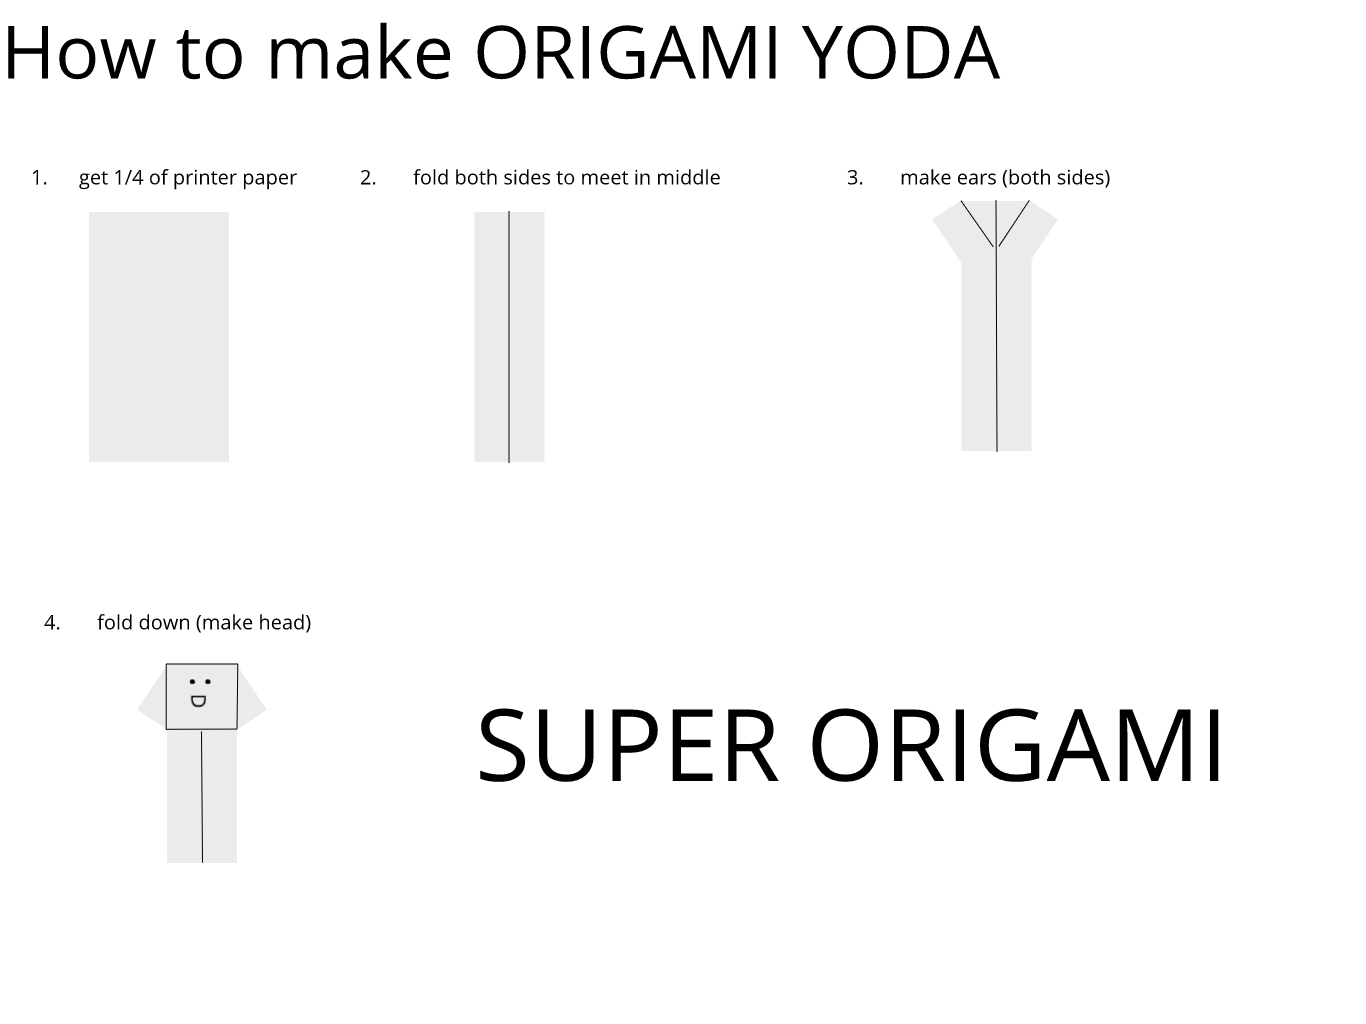 How to make ORIGAMI YODA
1. get 1/4 of printer paper
2. fold both sides to meet in middle
3. make ears (both sides)
4. fold down (make head)
SUPER ORIGAMI